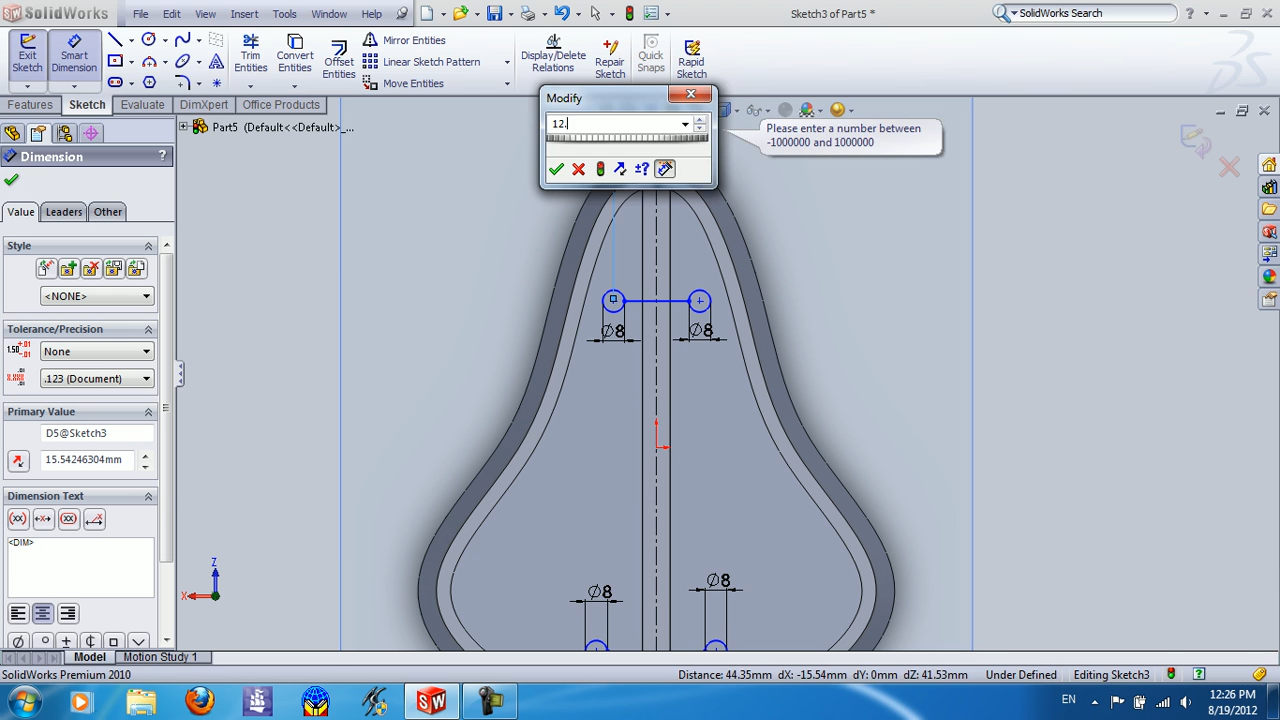 SolidWorks
File
Edit
View
Insert
Tools
Window
Help
Sketch3 of Part5 *
SolidWorks Search
Exit
Sketch
Smart
Dimension
Trim
Entities
Convert
Entities
Offset
Entities
Mirror Entities
Linear Sketch Pattern
Move Entities
Display/Delete
Relations
Repair
Sketch
Quick
Snaps
Rapid
Sketch
Features
Sketch
Evaluate
DimXpert
Office Products
Modify
12.
Please enter a number between
-1000000 and 1000000
Part5 (Default<<Default>_...
Dimension
?
Value
Leaders
Other
Style
<NONE>
Tolerance/Precision
None
.123 (Document)
Primary Value
D5@Sketch3
15.54246304mm
Dimension Text
<DIM>
∅8
∅8
∅8
∅8
Z
X
Model
Motion Study 1
SolidWorks Premium 2010
Distance: 44.35mm dX: -15.54mm dY: 0mm dZ: 41.53mm
Under Defined
Editing Sketch3
EN
12:26 PM
8/19/2012